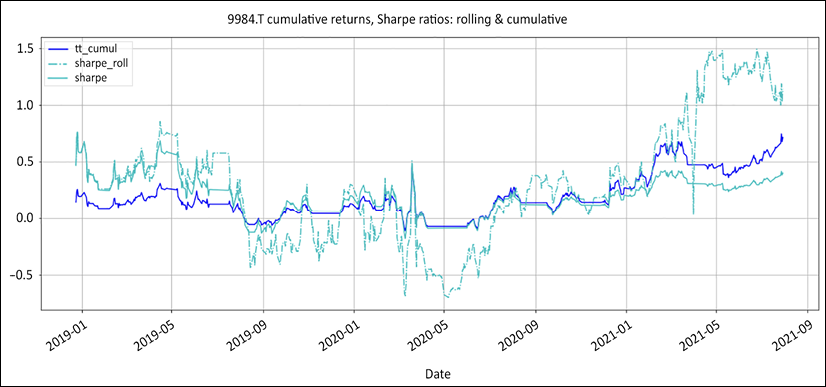 9984.T cumulative returns, Sharpe ratios: rolling & cumulative
1.5
tt_cumul
sharpe_roll
sharpe
1.0
0.5
0.0
−0.5
2019-01
2019-05
2019-09
2020-01
2020-05
2020-09
2021-01
2021-05
2021-09
Date